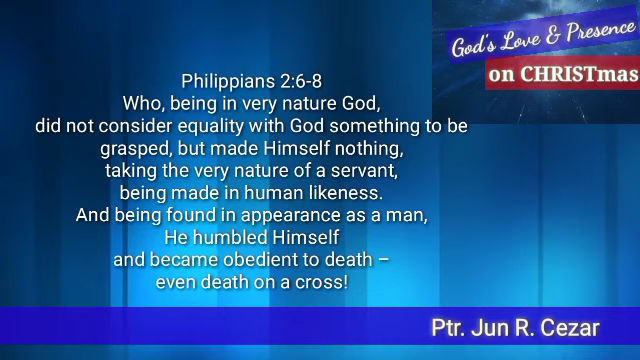 God's Love & Presence
on CHRISTmas
Philippians 2:6-8
Who, being in very nature God,
did not consider equality with God something to be
grasped, but made Himself nothing,
taking the very nature of a servant,
being made in human likeness.
And being found in appearance as a man,
He humbled Himself
and became obedient to death –
even death on a cross!
Ptr. Jun R. Cezar